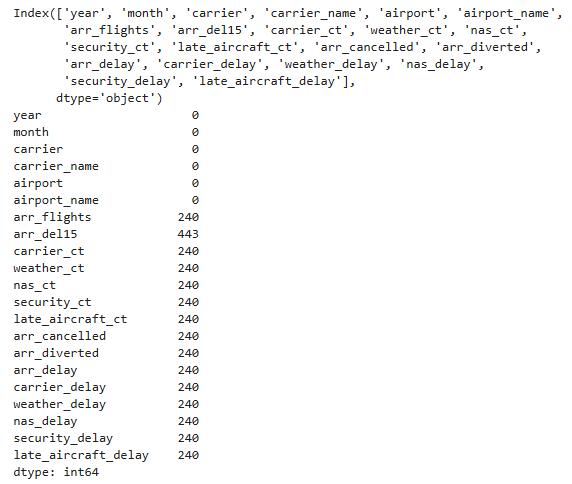 Index(['year', 'month', 'carrier', 'carrier_name', 'airport', 'airport_name',
       'arr_flights', 'arr_del15', 'carrier_ct', 'weather_ct', 'nas_ct',
       'security_ct', 'late_aircraft_ct', 'arr_cancelled', 'arr_diverted',
       'arr_delay', 'carrier_delay', 'weather_delay', 'nas_delay',
       'security_delay', 'late_aircraft_delay'],
      dtype='object')
year                     0
month                    0
carrier                  0
carrier_name             0
airport                  0
airport_name             0
arr_flights            240
arr_del15              443
carrier_ct             240
weather_ct             240
nas_ct                 240
security_ct            240
late_aircraft_ct       240
arr_cancelled          240
arr_diverted           240
arr_delay              240
carrier_delay          240
weather_delay          240
nas_delay              240
security_delay         240
late_aircraft_delay    240
dtype: int64